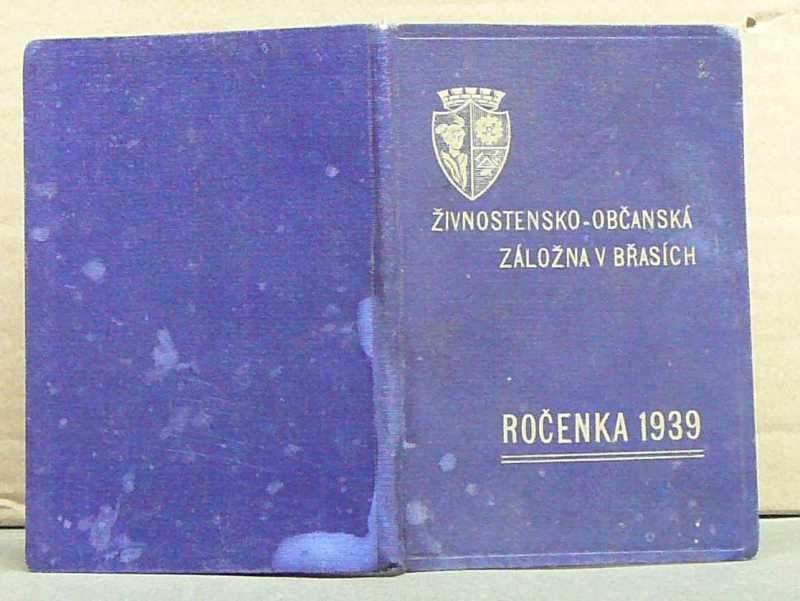 ŽIVNOSTENSKO-OBČANSKÁ
ZÁLOŽNA V BŘASÍCH
ROČENKA 1939